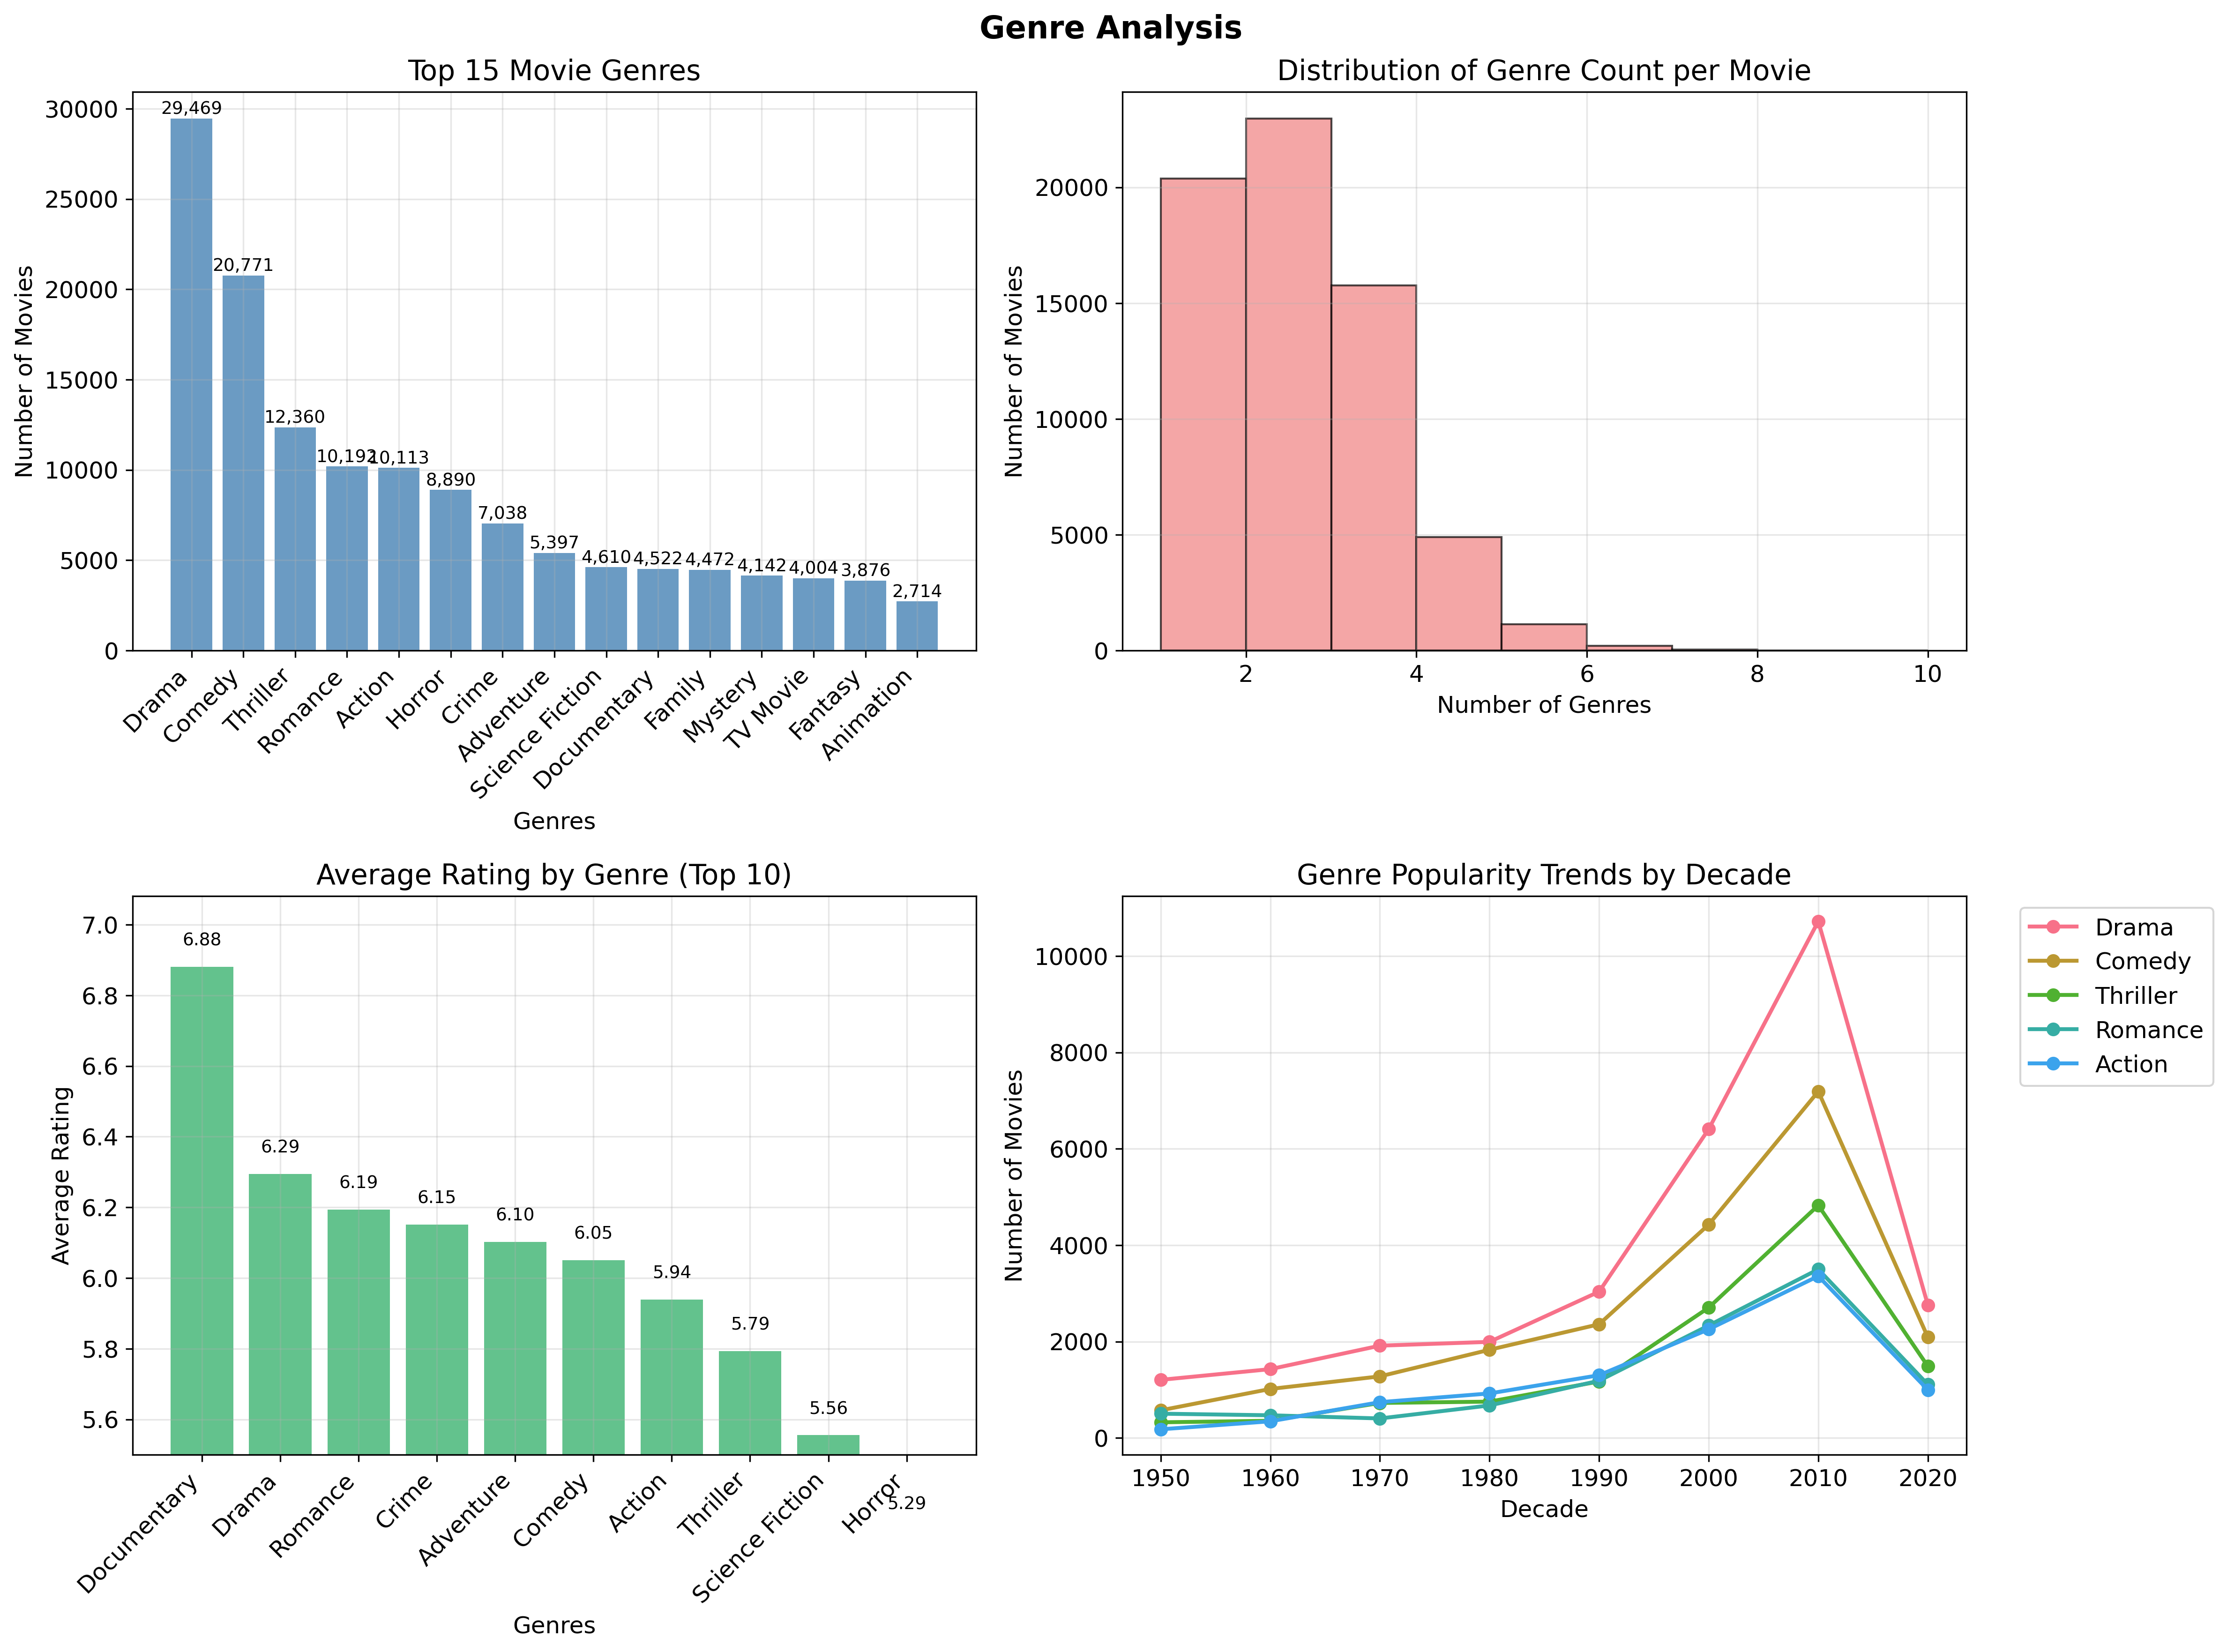 Genre Analysis
Top 15 Movie Genres
Number of Movies
30000
25000
20000
15000
10000
5000
0
29,469
20,771
12,360
10,192
10,113
8,890
7,038
5,397
4,610
4,522
4,472
4,142
4,004
3,876
2,714
Drama
Comedy
Thriller
Romance
Action
Horror
Crime
Adventure
Science Fiction
Documentary
Family
Mystery
TV Movie
Fantasy
Animation
Genres
Distribution of Genre Count per Movie
Number of Movies
20000
15000
10000
5000
0
2
4
6
8
10
Number of Genres
Average Rating by Genre (Top 10)
Average Rating
7.0
6.8
6.6
6.4
6.2
6.0
5.8
5.6
6.88
6.29
6.19
6.15
6.10
6.05
5.94
5.79
5.56
5.29
Documentary
Drama
Romance
Crime
Adventure
Comedy
Action
Thriller
Science Fiction
Horror
Genres
Genre Popularity Trends by Decade
Number of Movies
10000
8000
6000
4000
2000
0
1950
1960
1970
1980
1990
2000
2010
2020
Decade
Drama
Comedy
Thriller
Romance
Action